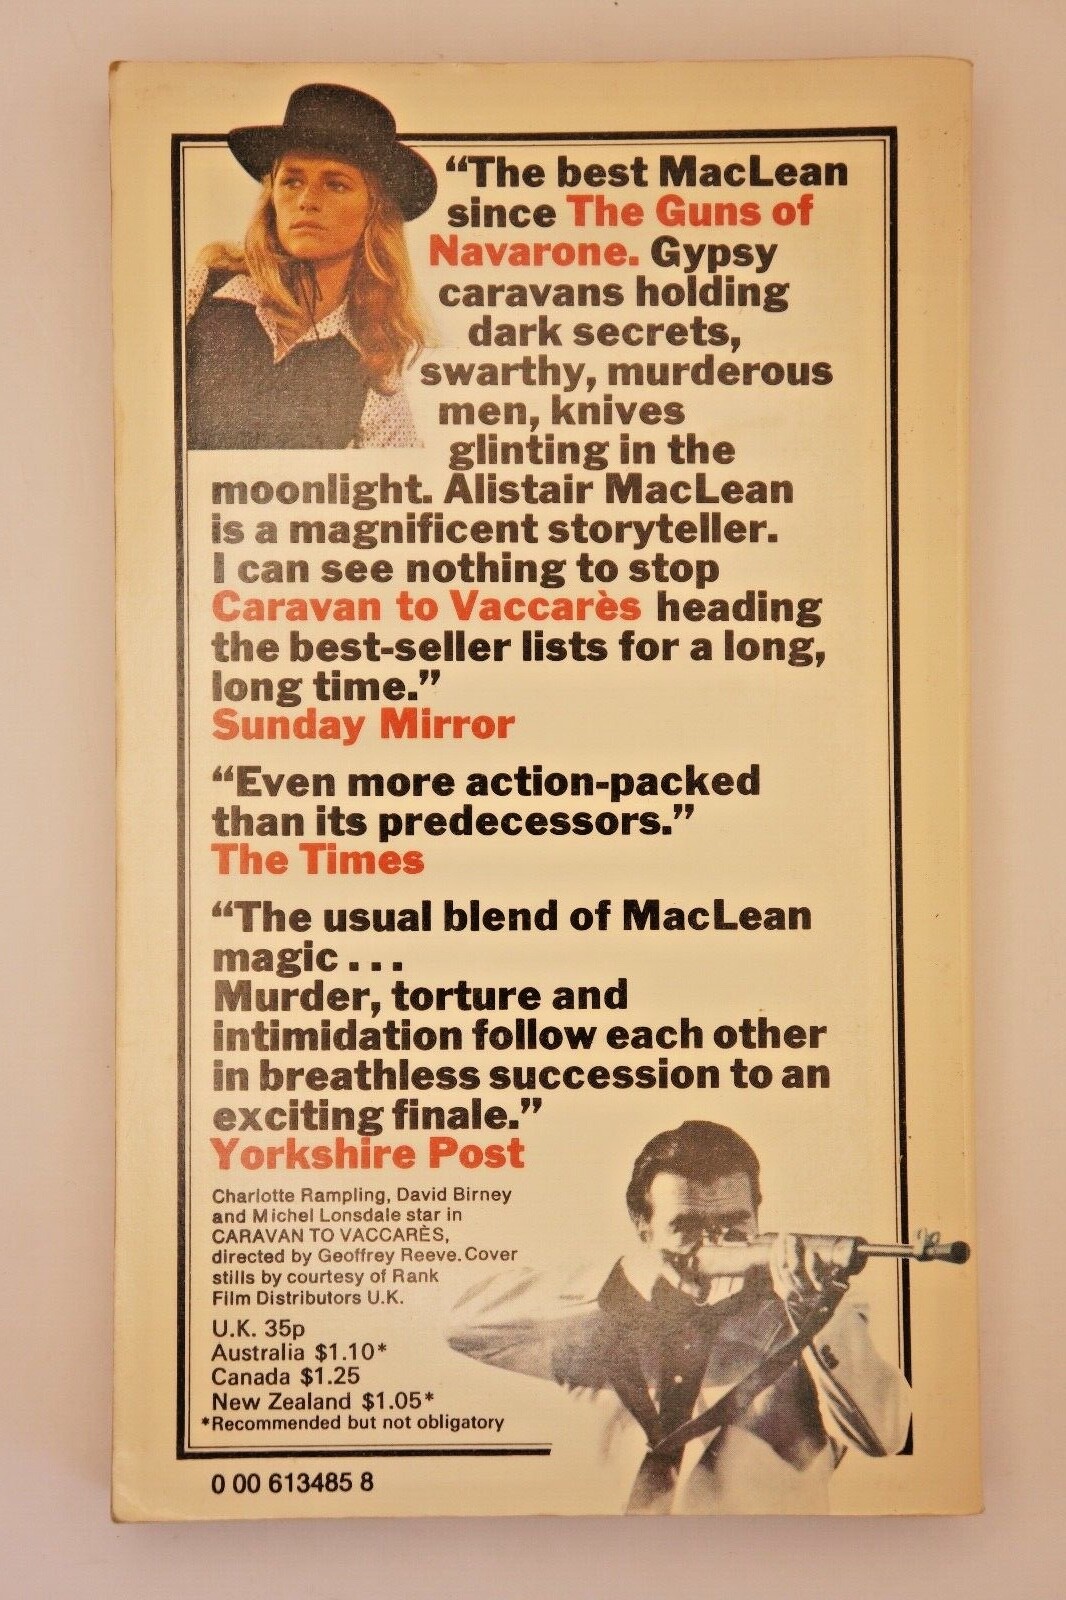 “The best MacLean
since The Guns of
Navarone. Gypsy
caravans holding
dark secrets,
swarthy, murderous
men, knives
glinting in the
moonlight. Alistair MacLean
is a magnificent storyteller.
I can see nothing to stop
Caravan to Vaccarès heading
the best-seller lists for a long,
long time.”
Sunday Mirror
“Even more action-packed
than its predecessors.”
The Times
“The usual blend of MacLean
magic...
Murder, torture and
intimidation follow each other
in breathless succession to an
exciting finale.”
Yorkshire Post
Charlotte Rampling, David Birney
and Michel Lonsdale star in
CARAVAN TO VACCARÈS,
directed by Geoffrey Reeve. Cover
stills by courtesy of Rank
Film Distributors U.K.
U.K. 35p
Australia $1.10*
Canada $1.25
New Zealand $1.05*
*Recommended but not obligatory
0 00 613485 8